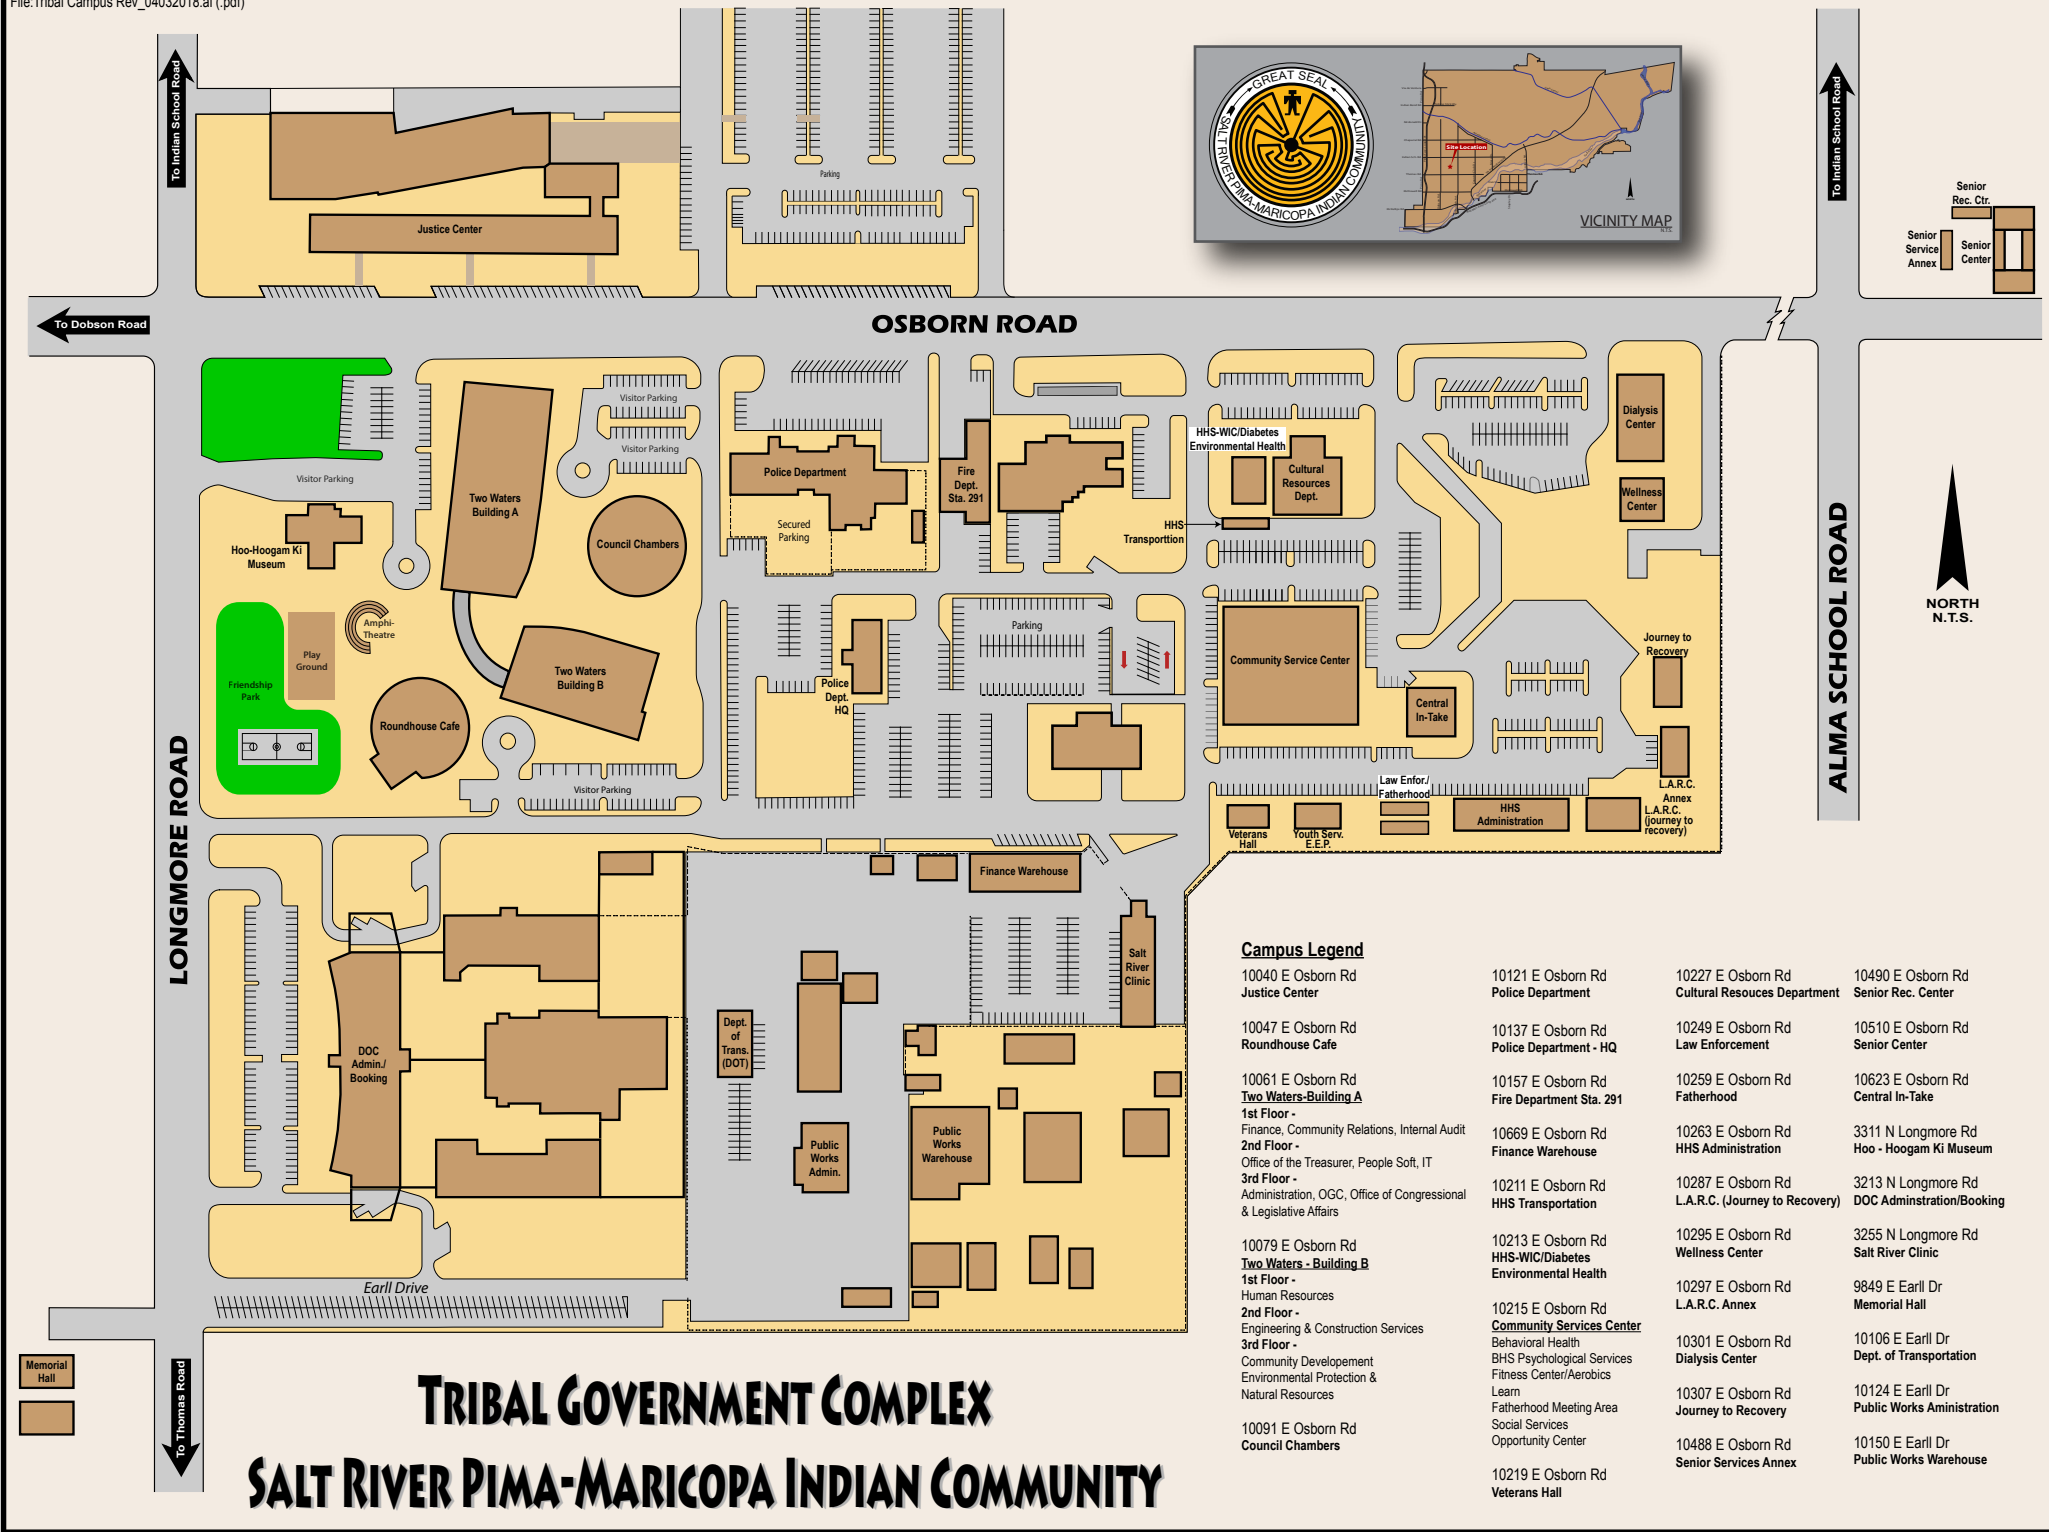 File:Tribal Campus Rev_04032018.ai (.pdf)
To Indian School Road
Justice Center
Parking
GREAT SEAL
SALT RIVER PIMA-MARICOPA INDIAN COMMUNITY
Site Location
VICINITY MAP
N.T.S.
To Indian School Road
Senior
Rec. Ctr.
Senior
Service
Annex
Senior
Center
To Dobson Road
OSBORN ROAD
Visitor Parking
Visitor Parking
Visitor Parking
Two Waters
Building A
Council Chambers
Hoo-Hoogam Ki
Museum
Police Department
Secured
Parking
Fire
Dept.
Sta. 291
HHS-WIC/Diabetes
Environmental Health
Cultural
Resources
Dept.
HHS
Transporttion
Dialysis
Center
Wellness
Center
ALMA SCHOOL ROAD
NORTH
N.T.S.
Amphi-
Theatre
Play
Ground
Friendship
Park
Two Waters
Building B
Roundhouse Cafe
Visitor Parking
Police
Dept.
HQ
Parking
Community Service Center
Central
In-Take
Journey to
Recovery
L.A.R.C.
Annex
L.A.R.C.
(journey to
recovery)
Law Enfor./
Fatherhood
HHS
Administration
Veterans
Hall
Youth Serv.
E.E.P.
LONGMORE ROAD
Finance Warehouse
Salt
River
Clinic
DOC
Admin./
Booking
Dept.
of
Trans.
(DOT)
Public
Works
Admin.
Public
Works
Warehouse
Earll Drive
Memorial
Hall
To Thomas Road
TRIBAL GOVERNMENT COMPLEX
SALT RIVER PIMA-MARICOPA INDIAN COMMUNITY
Campus Legend
10040 E Osborn Rd
Justice Center
10047 E Osborn Rd
Roundhouse Cafe
10061 E Osborn Rd
Two Waters-Building A
1st Floor -
Finance, Community Relations, Internal Audit
2nd Floor -
Office of the Treasurer, People Soft, IT
3rd Floor -
Administration, OGC, Office of Congressional
& Legislative Affairs
10079 E Osborn Rd
Two Waters - Building B
1st Floor -
Human Resources
2nd Floor -
Engineering & Construction Services
3rd Floor -
Community Developement
Environmental Protection &
Natural Resources
10091 E Osborn Rd
Council Chambers
10121 E Osborn Rd
Police Department
10137 E Osborn Rd
Police Department - HQ
10157 E Osborn Rd
Fire Department Sta. 291
10669 E Osborn Rd
Finance Warehouse
10211 E Osborn Rd
HHS Transportation
10213 E Osborn Rd
HHS-WIC/Diabetes
Environmental Health
10215 E Osborn Rd
Community Services Center
Behavioral Health
BHS Psychological Services
Fitness Center/Aerobics
Learn
Fatherhood Meeting Area
Social Services
Opportunity Center
10219 E Osborn Rd
Veterans Hall
10227 E Osborn Rd
Cultural Resouces Department
10249 E Osborn Rd
Law Enforcement
10259 E Osborn Rd
Fatherhood
10263 E Osborn Rd
HHS Administration
10287 E Osborn Rd
L.A.R.C. (Journey to Recovery)
10295 E Osborn Rd
Wellness Center
10297 E Osborn Rd
L.A.R.C. Annex
10301 E Osborn Rd
Dialysis Center
10307 E Osborn Rd
Journey to Recovery
10488 E Osborn Rd
Senior Services Annex
10490 E Osborn Rd
Senior Rec. Center
10510 E Osborn Rd
Senior Center
10623 E Osborn Rd
Central In-Take
3311 N Longmore Rd
Hoo - Hoogam Ki Museum
3213 N Longmore Rd
DOC Adminstration/Booking
3255 N Longmore Rd
Salt River Clinic
9849 E Earll Dr
Memorial Hall
10106 E Earll Dr
Dept. of Transportation
10124 E Earll Dr
Public Works Aministration
10150 E Earll Dr
Public Works Warehouse